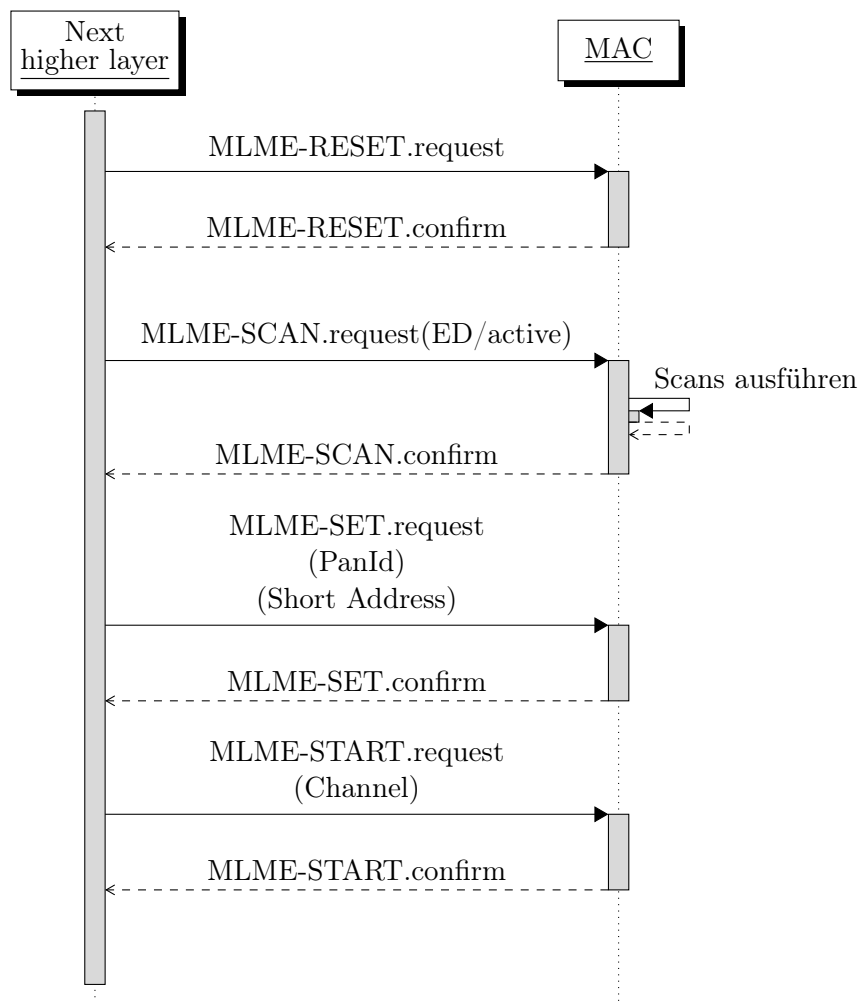 Next
higher layer
MAC
MLME-RESET.request
MLME-RESET.confirm
MLME-SCAN.request(ED/active)
Scans ausführen
MLME-SCAN.confirm
MLME-SET.request
(PanId)
(Short Address)
MLME-SET.confirm
MLME-START.request
(Channel)
MLME-START.confirm